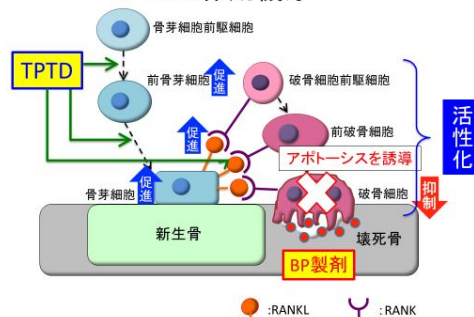 骨芽細胞前駆細胞
TPTD
促進
破骨細胞前駆細胞
前骨芽細胞
促進
前破骨細胞
活性化
アポトーシスを誘導
骨芽細胞
促進
破骨細胞
抑制
新生骨
壊死骨
BP製剤
:RANKL
:RANK